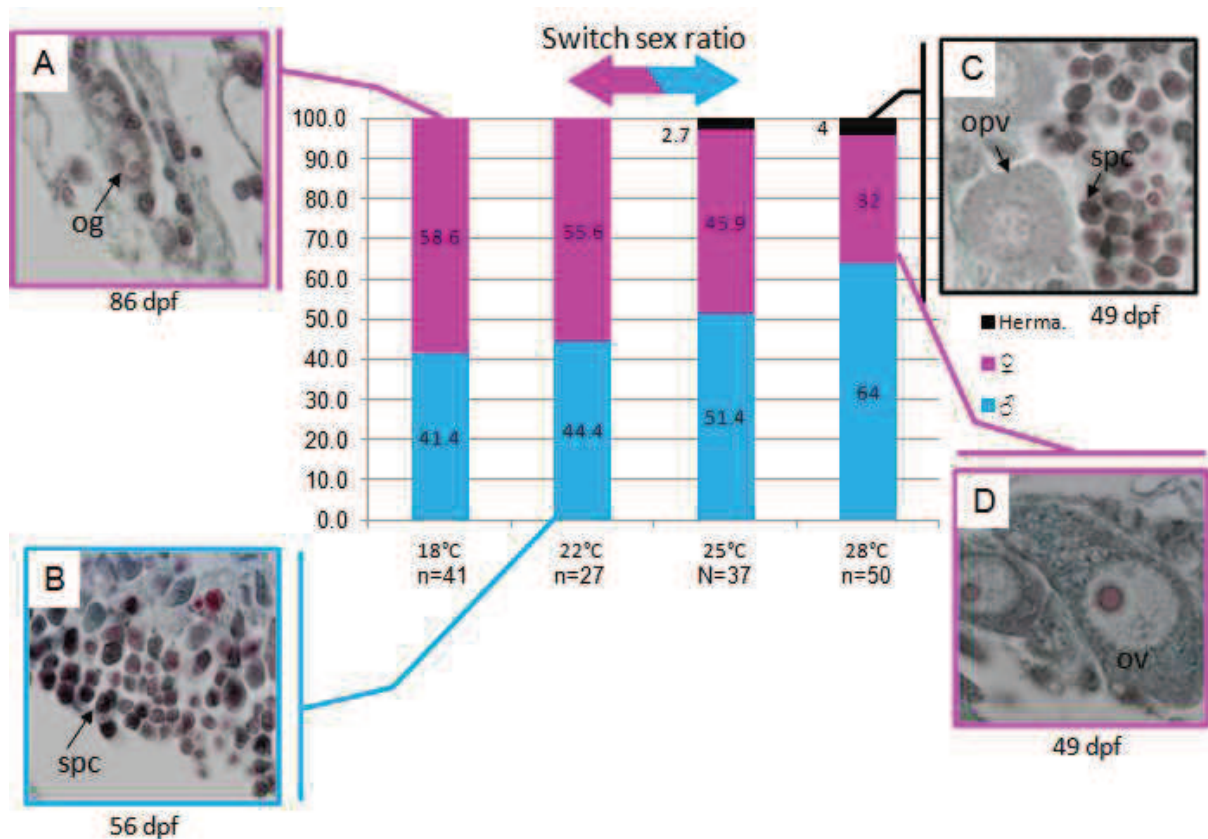 Switch sex ratio
A
og
86 dpf
B
spc
56 dpf
C
opv
spc
49 dpf
D
ov
49 dpf
100.0
90.0
80.0
70.0
60.0
50.0
40.0
30.0
20.0
10.0
0.0
58.6
41.4
55.6
44.4
2.7
45.9
51.4
4
32
64
18°C
n=41
22°C
n=27
25°C
N=37
28°C
n=50
Herma.
♀
♂